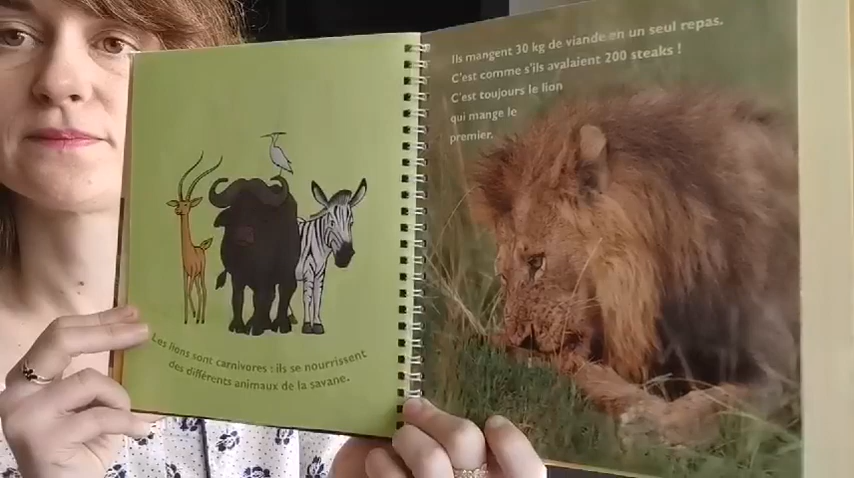 Les lions sont carnivores : ils se nourrissent
des différents animaux de la savane.
Ils mangent 30 kg de viande en un seul repas.
C'est comme s'ils avalaient 200 steaks !
C'est toujours le lion
qui mange le
premier.